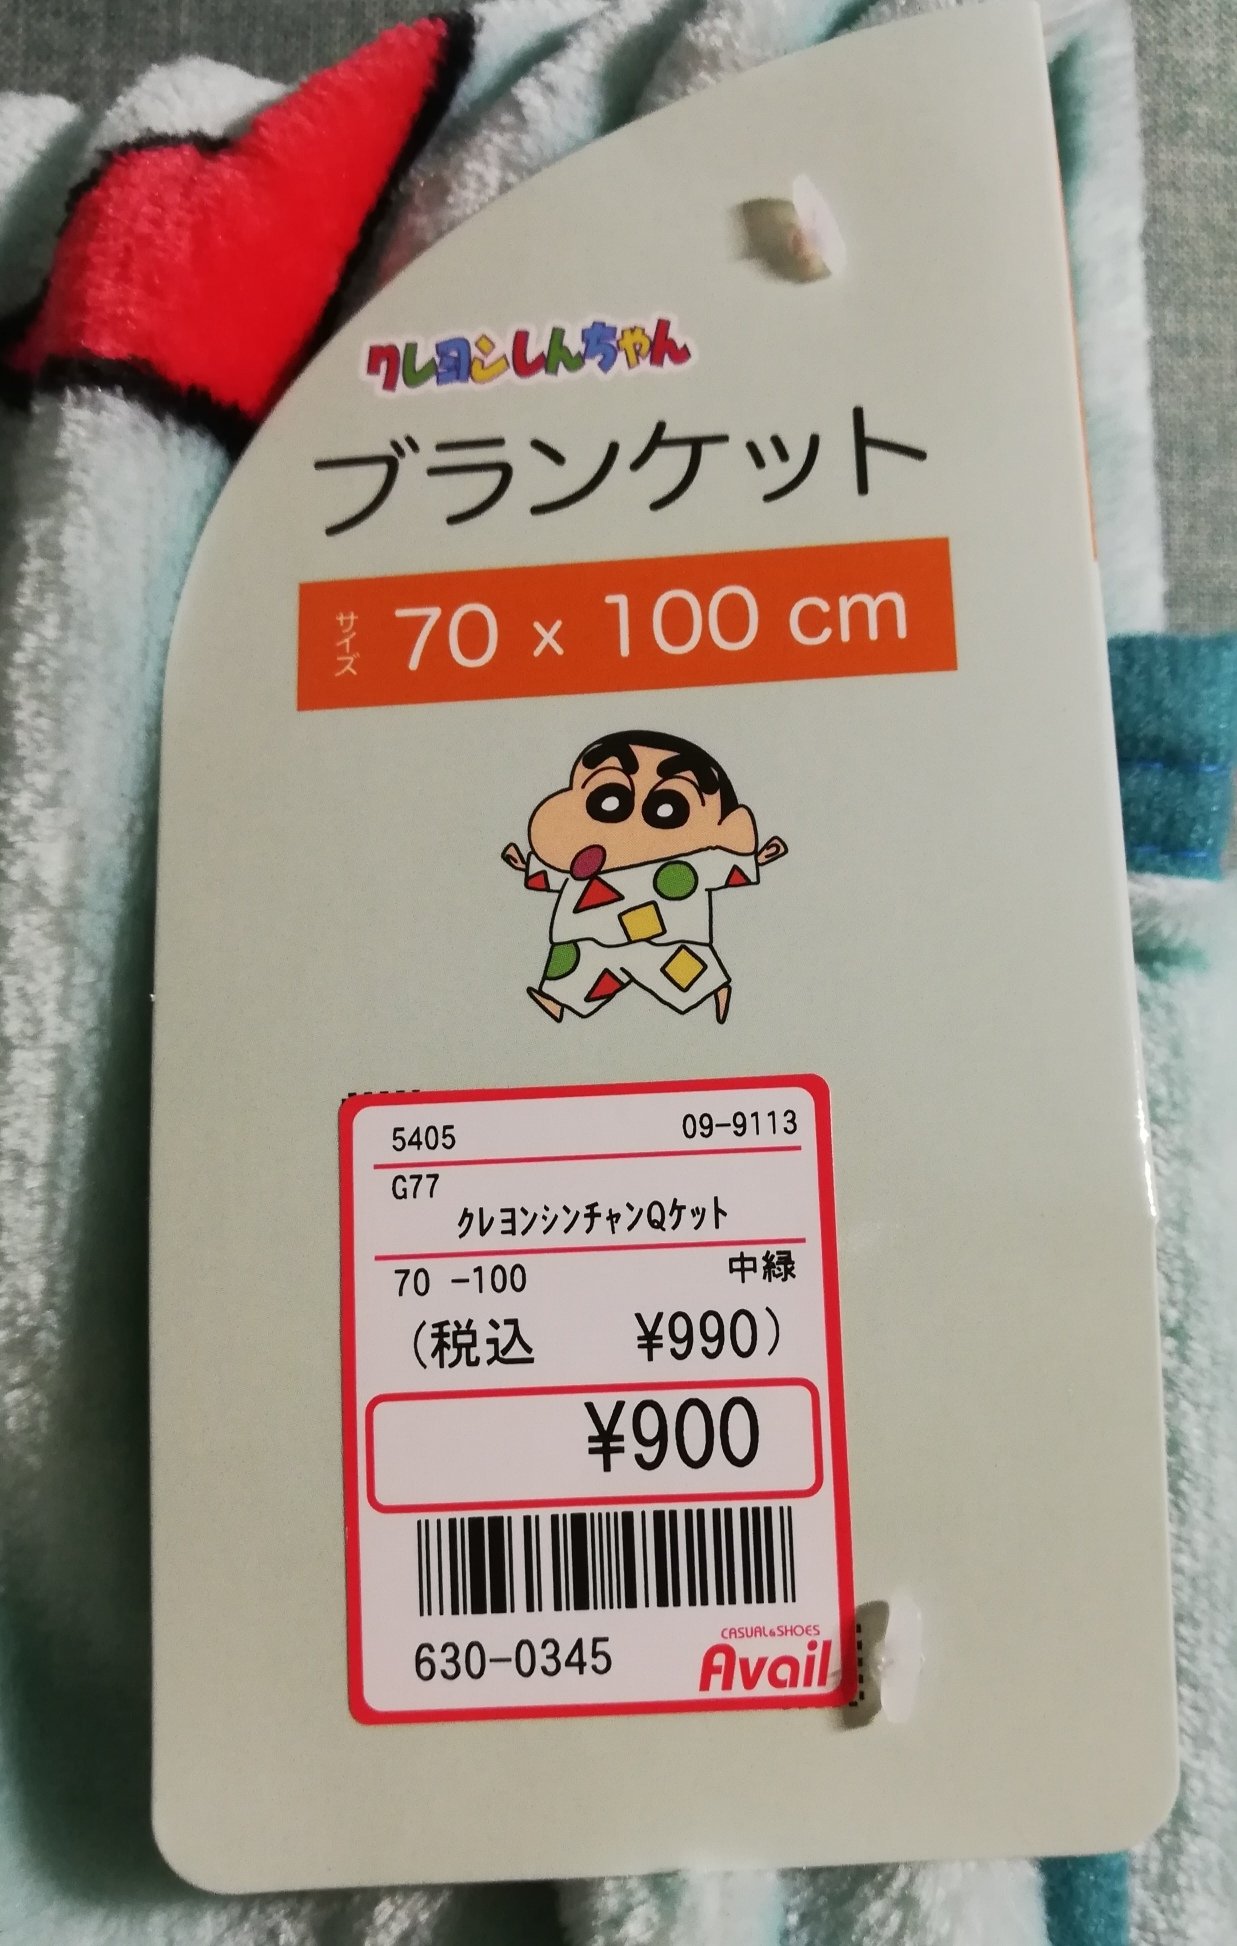 クレヨンしんちゃん
ブランケット
サイズ 70 x 100 cm
5405 09-9113
G77
クレヨンシンチャンQケット
70 -100 中緑
(税込 ¥990)
¥900
630-0345
CASUAL&SHOES
Avail